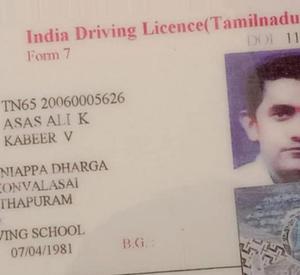 India Driving Licence(Tamilnadu
Form 7
DOI 11
TN65 20060005626
ASAS ALI K
KABEER V
NIAPPA DHARGA
KONVALASAI
THAPURAM
VING SCHOOL
07/04/1981
B.G. :